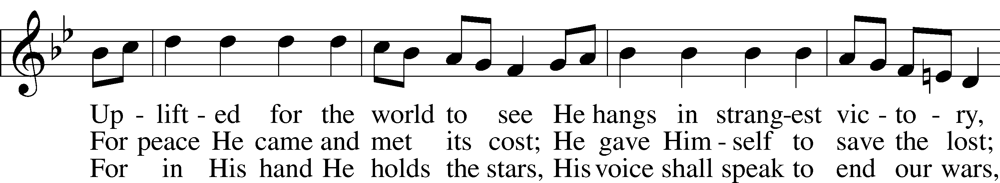 Up - lift - ed for the world to see He hangs in strang-est vic - to - ry,
For peace He came and met its cost; He gave Him - self to save the lost;
For in His hand He holds the stars, His voice shall speak to end our wars,